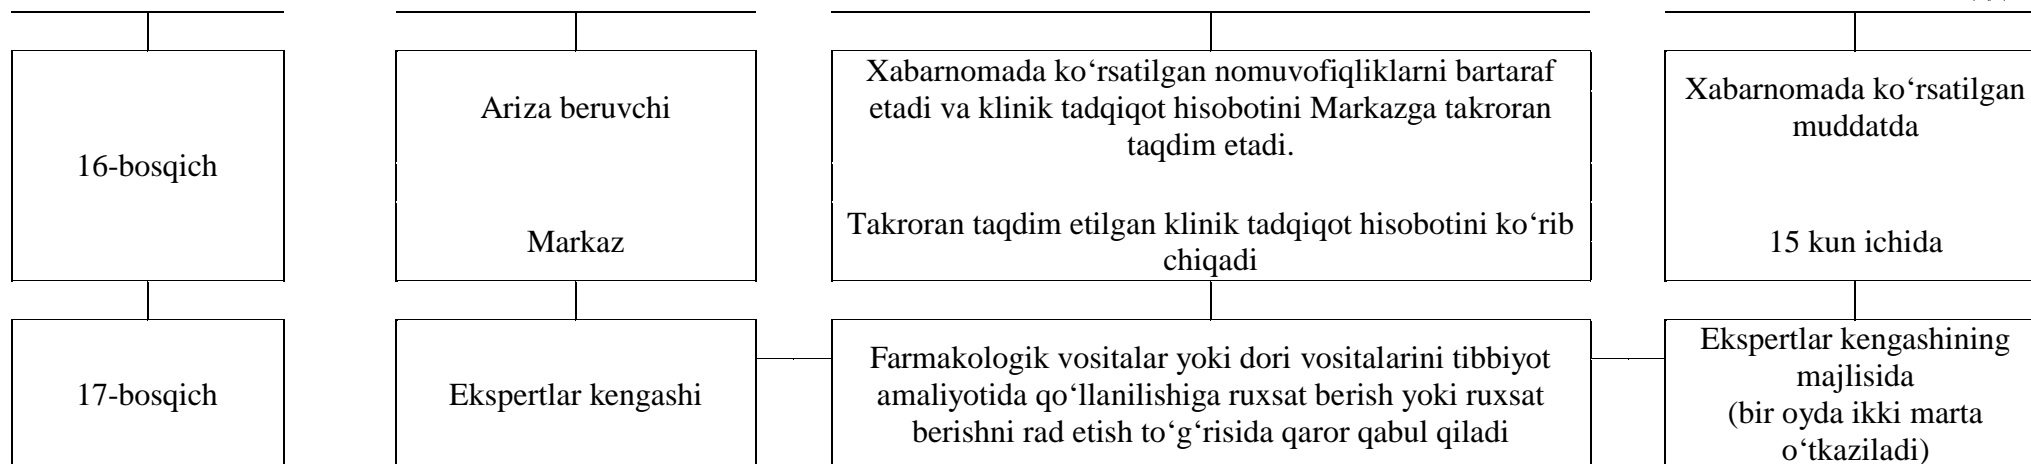 16-bosqich
Ariza beruvchi
Markaz
Xabarnomada ko‘rsatilgan nomuvofiqliklarni bartaraf
etadi va klinik tadqiqot hisobotini Markazga takroran
taqdim etadi.
Takroran taqdim etilgan klinik tadqiqot hisobotini ko‘rib
chiqadi
Xabarnomada ko‘rsatilgan
muddatda
15 kun ichida
17-bosqich
Ekspertlar kengashi
Farmakologik vositalar yoki dori vositalarini tibbiyot
amaliyotida qo‘llanilishiga ruxsat berish yoki ruxsat
berishni rad etish to‘g‘risida qaror qabul qiladi
Ekspertlar kengashining
majlisida
(bir oyda ikki marta
o‘tkaziladi)